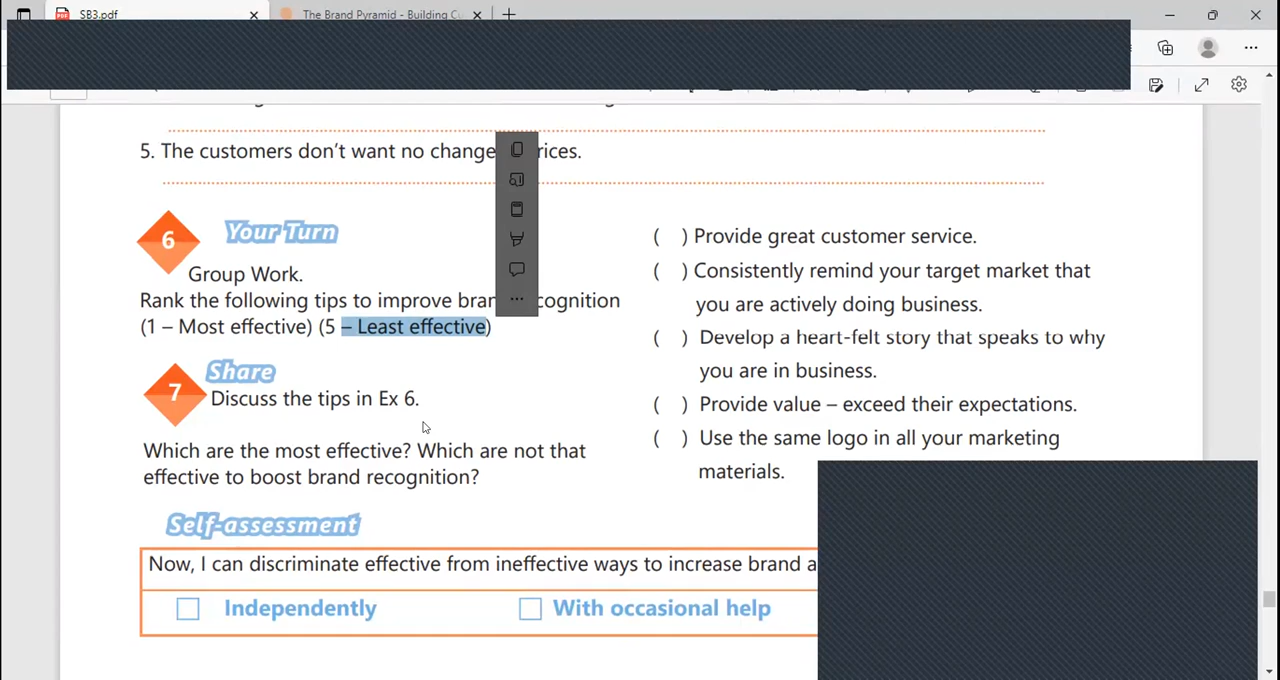 SB3.pdf
The Brand Pyramid - Building Cu
5. The customers don't want no change rices.
6
Your Turn
Group Work.
Rank the following tips to improve bran cognition
(1 – Most effective) (5 – Least effective)
7
Share
Discuss the tips in Ex 6.
Which are the most effective? Which are not that
effective to boost brand recognition?
( ) Provide great customer service.
( ) Consistently remind your target market that
you are actively doing business.
( ) Develop a heart-felt story that speaks to why
you are in business.
( ) Provide value – exceed their expectations.
( ) Use the same logo in all your marketing
materials.
Self-assessment
Now, I can discriminate effective from ineffective ways to increase brand a
Independently
With occasional help